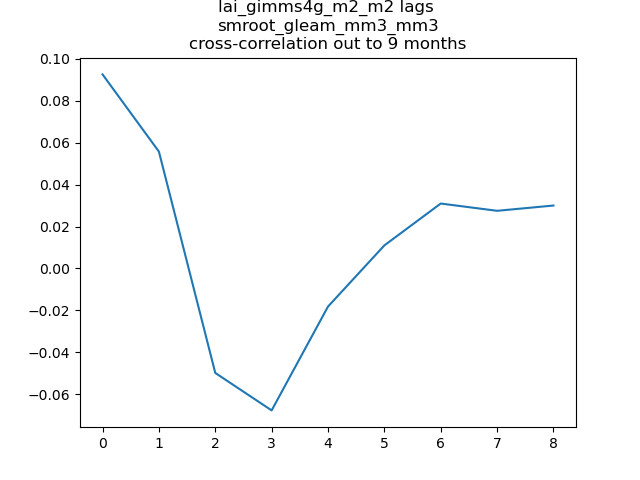 lai_gimms4g_m2_m2 lags
smroot_gleam_mm3_mm3
cross-correlation out to 9 months
0.10
0.08
0.06
0.04
0.02
0.00
−0.02
−0.04
−0.06
0 1 2 3 4 5 6 7 8